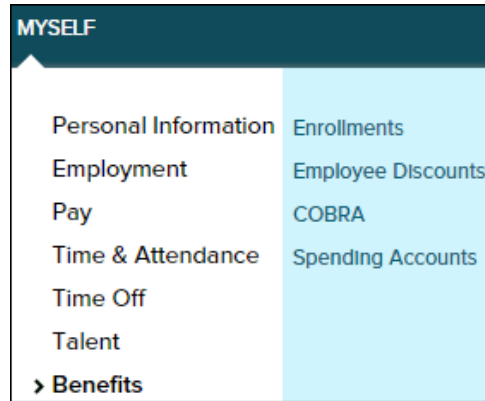 MYSELF
Personal Information
Employment
Pay
Time & Attendance
Time Off
Talent
> Benefits
Enrollments
Employee Discounts
COBRA
Spending Accounts